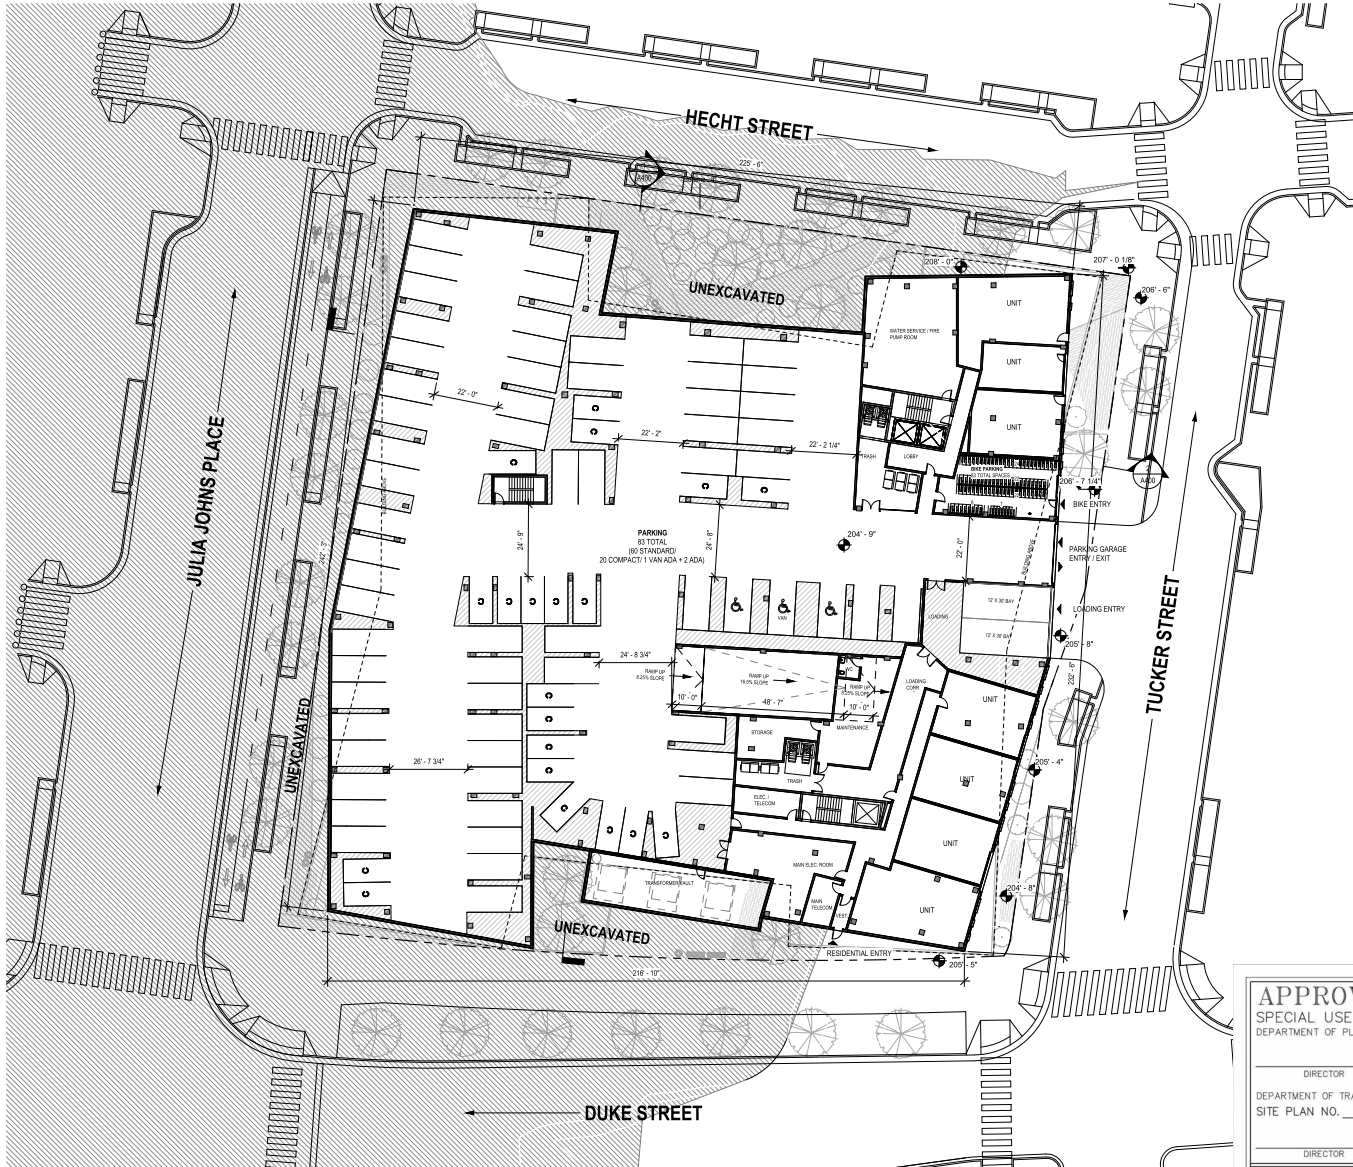 HECHT STREET
225' - 8"
A400
UNEXCAVATED
208' - 0"
207' - 0 1/8"
206' - 6"
WATER SERVICE / FIRE
PUMP ROOM
UNIT
UNIT
UNIT
22' - 0"
22' - 2"
22' - 2 1/4"
TRASH
LOBBY
BIKE PARKING
206' - 7 1/4"
A400
BIKE ENTRY
JULIA JOHNS PLACE
PARKING
83 TOTAL
(60 STANDARD/
20 COMPACT/ 1 VAN ADA + 2 ADA)
24' - 9"
24' - 8"
204' - 9"
22' - 0"
PARKING GARAGE
ENTRY / EXIT
LOADING ENTRY
12' X 30' BAY
12' X 30' BAY
LOADING
VAN
205' - 8"
232' - 6"
TUCKER STREET
24' - 8 3/4"
RAMP UP
8.25% SLOPE
RAMP UP
16.5% SLOPE
WC
RAMP UP
8.25% SLOPE
LOADING
CORR
10' - 0"
48' - 7"
10' - 0"
UNIT
STORAGE
MAINTENANCE
UNEXCAVATED
26' - 7 3/4"
TRASH
UNIT
205' - 4"
ELEC. /
TELECOM
UNIT
MAIN ELEC. ROOM
TRANSFORMER VAULT
MAIN
TELECOM
VEST.
UNIT
204' - 8"
UNEXCAVATED
RESIDENTIAL ENTRY
205' - 5"
216' - 10"
DUKE STREET
APPROV
SPECIAL USE
DEPARTMENT OF PL
DIRECTOR
DEPARTMENT OF TRA
SITE PLAN NO.
DIRECTOR